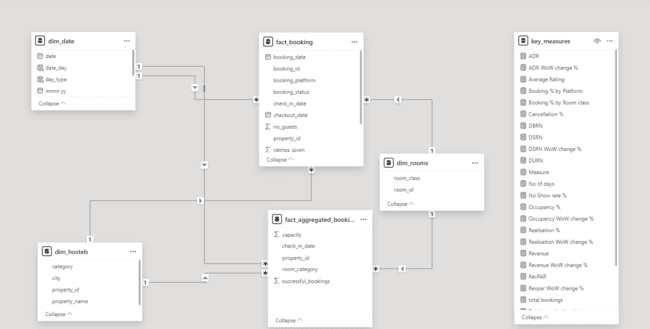 dim_date
date
date_day
day_type
mmm yy
Collapse
fact_booking
booking_date
booking_id
booking_platform
booking_status
check_in_date
checkout_date
no_guests
property_id
ratings_given
Collapse
key_measures
ADR
ADR WoW change %
Average Rating
Booking % by Platform
Booking % by Room class
Cancellation %
DBRN
DSRN
DSRN WoW change %
DURN
Measure
No of days
No Show rate %
Occupancy %
Occupancy WoW change %
Realisation %
Realisation WoW change %
Revenue
Revenue WoW change %
RevPAR
Revpar WoW change %
total bookings
Collapse
dim_rooms
room_class
room_id
Collapse
dim_hostels
category
city
property_id
property_name
Collapse
fact_aggregated_booki...
capacity
check_in_date
property_id
room_category
successful_bookings
Collapse
1
1
*
*
1
*
1
1
1
*
*
*